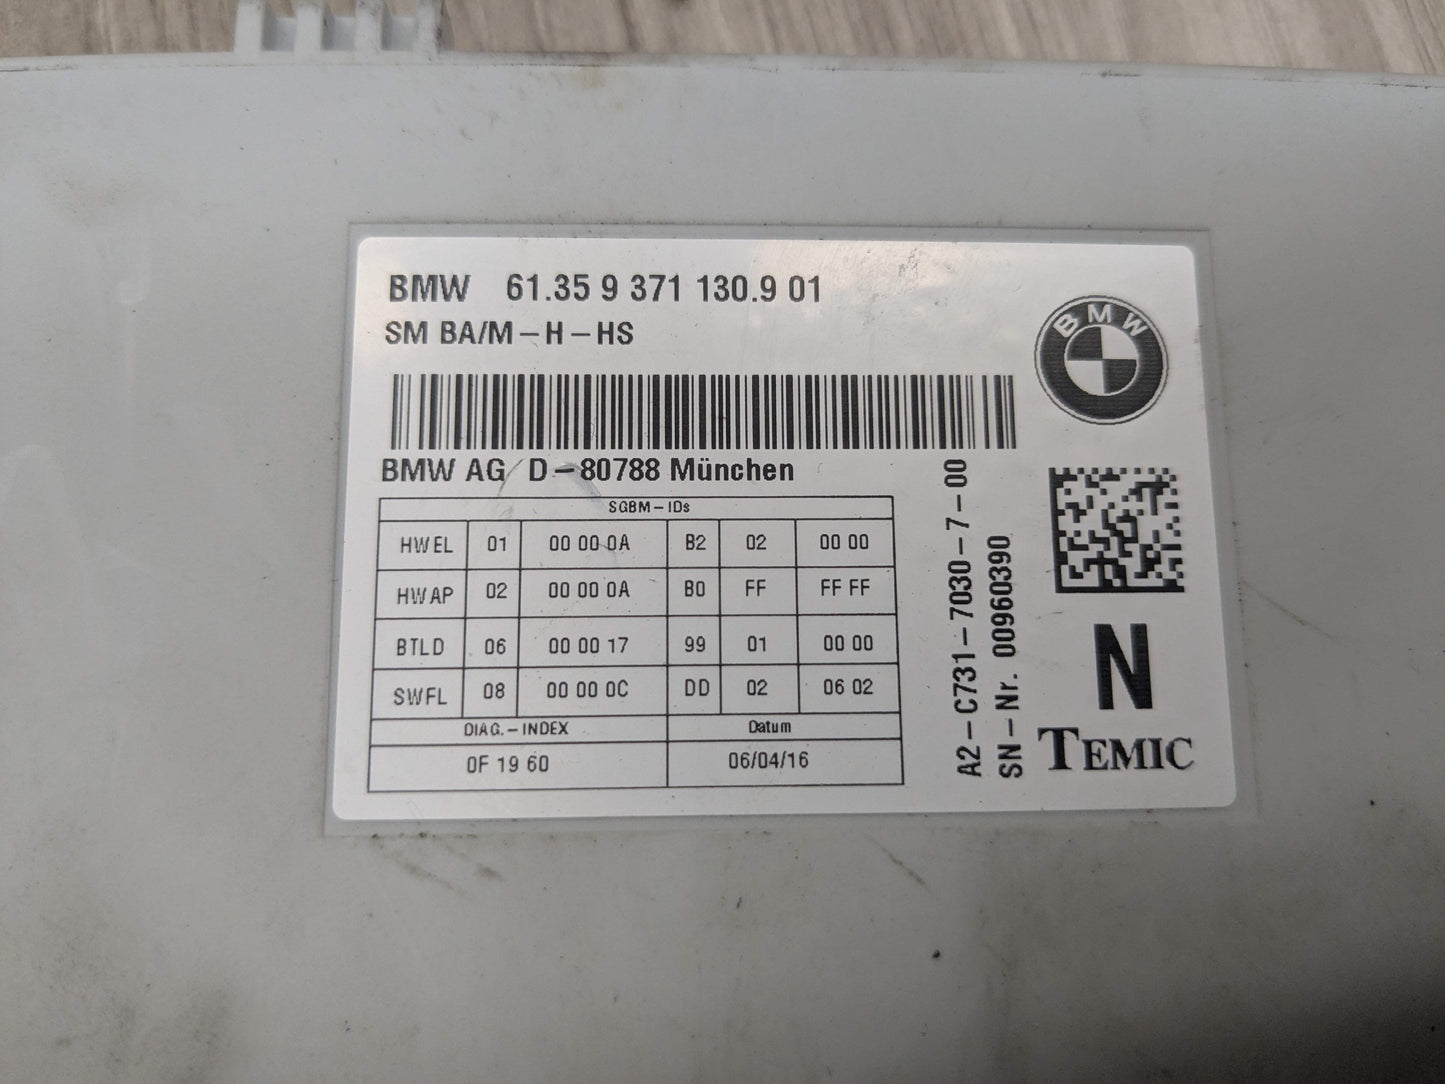 BMW 61.35 9 371 130.9 01
SM BA/M-H-HS
BMW
BMW AG D-80788 München
SGBM-IDs
HWEL 01 00 00 0A B2 02 00 00
HWAP 02 00 00 0A B0 FF FF FF
BTLD 06 00 00 17 99 01 00 00
SWFL 08 00 00 0C DD 02 06 02
DIAG.-INDEX Datum
0F 19 60 06/04/16
A2-C731-7030-7-00
SN-Nr. 00960390
N
TEMIC